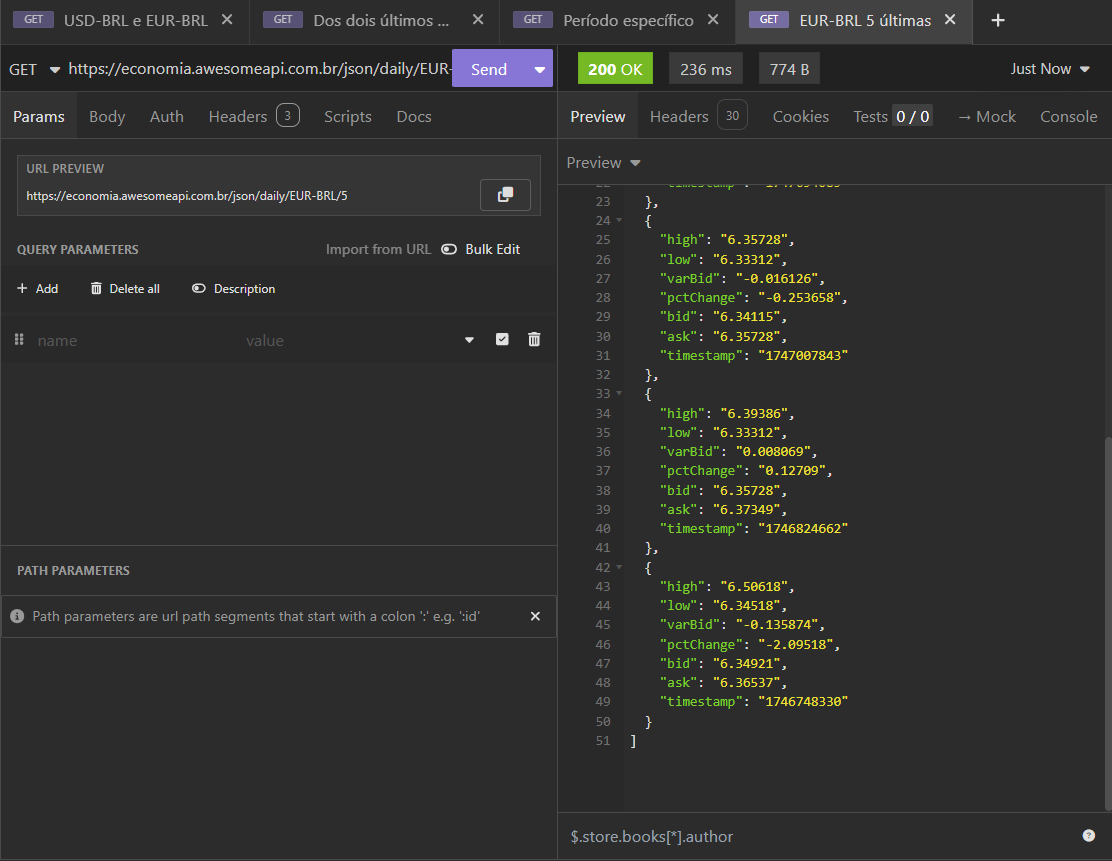 GET USD-BRL e EUR-BRL
GET Dos dois últimos ...
GET Período específico
GET EUR-BRL 5 últimas
GET https://economia.awesomeapi.com.br/json/daily/EUR- Send
200 OK 236 ms 774 B Just Now
Params Body Auth Headers 3 Scripts Docs
URL PREVIEW
https://economia.awesomeapi.com.br/json/daily/EUR-BRL/5
QUERY PARAMETERS Import from URL Bulk Edit
+ Add Delete all Description
name value
PATH PARAMETERS
Path parameters are url path segments that start with a colon ':' e.g. ':id'
Preview Headers 30 Cookies Tests 0 / 0 → Mock Console
Preview
23 },
24 {
25 "high": "6.35728",
26 "low": "6.33312",
27 "varBid": "-0.016126",
28 "pctChange": "-0.253658",
29 "bid": "6.34115",
30 "ask": "6.35728",
31 "timestamp": "1747007843"
32 },
33 {
34 "high": "6.39386",
35 "low": "6.33312",
36 "varBid": "0.008069",
37 "pctChange": "0.12709",
38 "bid": "6.35728",
39 "ask": "6.37349",
40 "timestamp": "1746824662"
41 },
42 {
43 "high": "6.50618",
44 "low": "6.34518",
45 "varBid": "-0.135874",
46 "pctChange": "-2.09518",
47 "bid": "6.34921",
48 "ask": "6.36537",
49 "timestamp": "1746748330"
50 }
51 ]
$.store.books[*].author